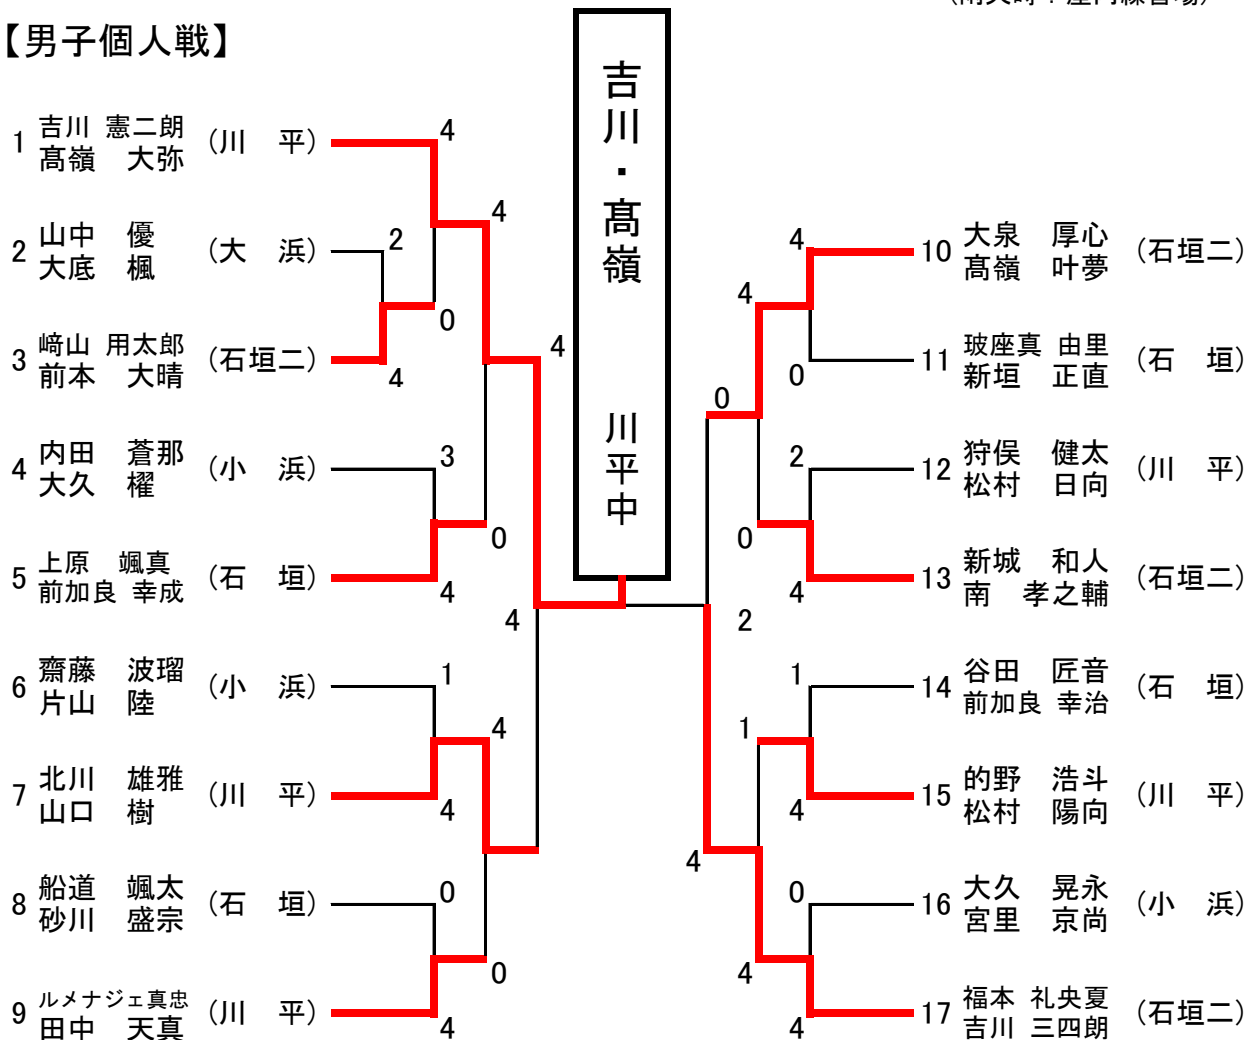 【男子個人戦】
吉川・髙嶺 川平中
1 吉川 憲二朗 (川 平) 4
髙嶺 大弥
4
2 山中 優 (大 浜) 2
大底 楓
0
3 﨑山 用太郎 (石垣二) 4
前本 大晴
4
4 内田 蒼那 (小 浜) 3
大久 櫂
0
5 上原 颯真 (石 垣) 4
前加良 幸成
4
6 齋藤 波瑠 (小 浜) 1
片山 陸
4
7 北川 雄雅 (川 平) 4
山口 樹
8 船道 颯太 (石 垣) 0
砂川 盛宗
0
9 ルメナジェ真忠 (川 平) 4
田中 天真
4 10 大泉 厚心 (石垣二)
髙嶺 叶夢
4
0 11 玻座真 由里 (石 垣)
新垣 正直
0
2 12 狩俣 健太 (川 平)
松村 日向
0
4 13 新城 和人 (石垣二)
南 孝之輔
2
1 14 谷田 匠音 (石 垣)
前加良 幸治
1
4 15 的野 浩斗 (川 平)
松村 陽向
4
0 16 大久 晃永 (小 浜)
宮里 京尚
4
4 17 福本 礼央夏 (石垣二)
吉川 三四朗